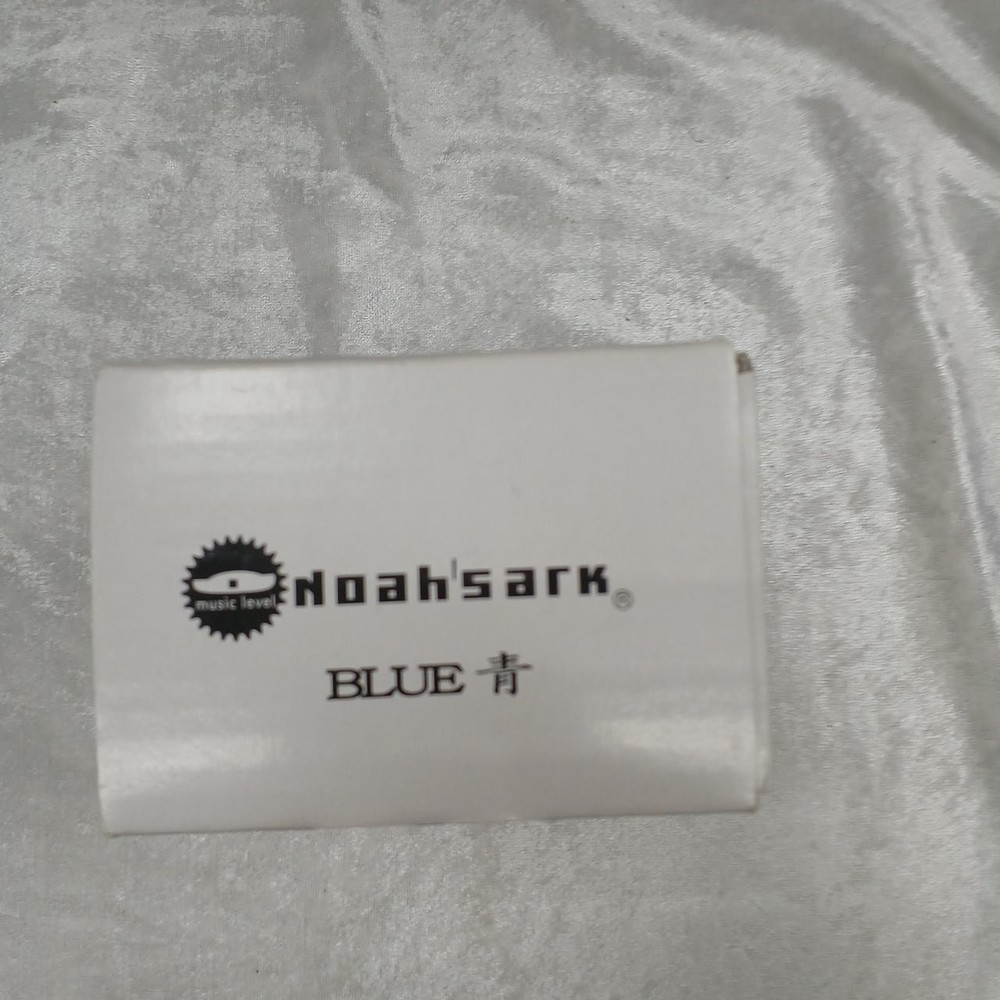 music level
Noah'sark®
BLUE 青